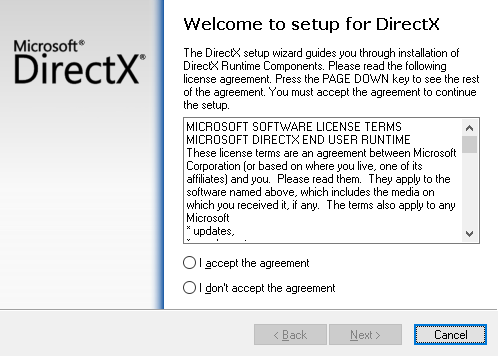 Welcome to setup for DirectX
Microsoft®
DirectX®
The DirectX setup wizard guides you through installation of
DirectX Runtime Components. Please read the following
license agreement. Press the PAGE DOWN key to see the rest
of the agreement. You must accept the agreement to continue
the setup.
MICROSOFT SOFTWARE LICENSE TERMS
MICROSOFT DIRECTX END USER RUNTIME
These license terms are an agreement between Microsoft
Corporation (or based on where you live, one of its
affiliates) and you. Please read them. They apply to the
software named above, which includes the media on
which you received it, if any. The terms also apply to any
Microsoft
* updates,
I accept the agreement
I don't accept the agreement
< Back
Next >
Cancel